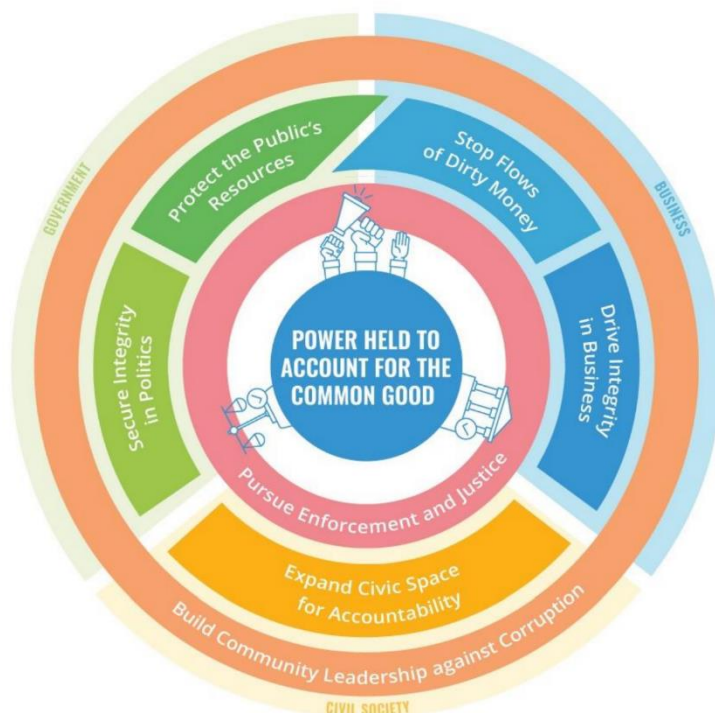 GOVERNMENT
BUSINESS
Protect the Public's
Resources
Stop Flows
of Dirty Money
Secure Integrity
in Politics
Drive Integrity
in Business
POWER HELD TO
ACCOUNT FOR THE
COMMON GOOD
Pursue Enforcement and Justice
Expand Civic Space
for Accountability
Build Community Leadership against Corruption
CIVIL SOCIETY